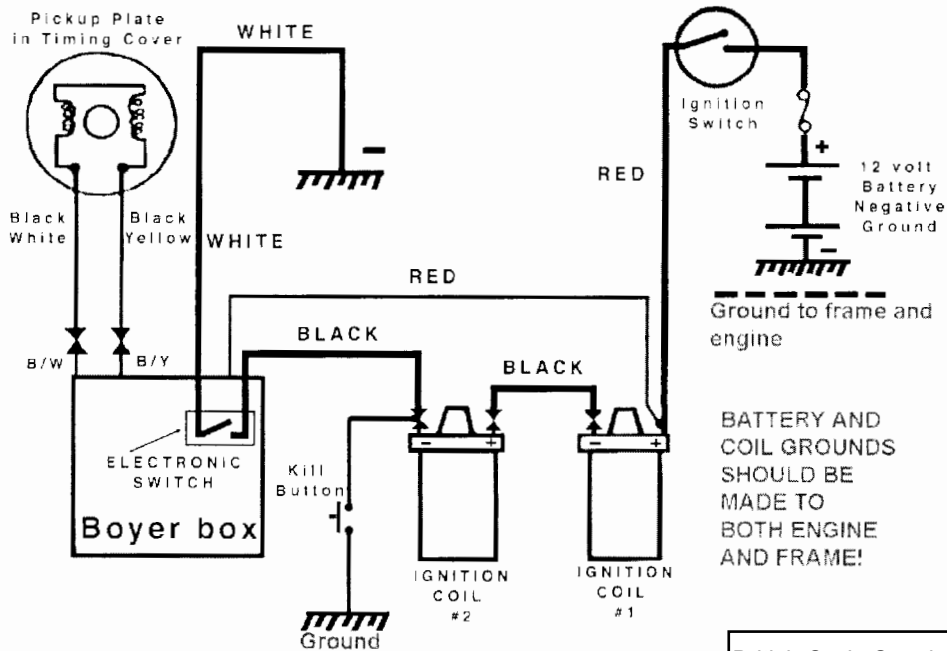 Pickup Plate
in Timing Cover
WHITE
Ignition
Switch
+
12 volt
Battery
Negative
Ground
−
RED
−
Black
White
Black
Yellow
WHITE
RED
Ground to frame and
engine
BLACK
BLACK
B/W
B/Y
− +
− +
ELECTRONIC
SWITCH
Boyer box
Kill
Button
BATTERY AND
COIL GROUNDS
SHOULD BE
MADE TO
BOTH ENGINE
AND FRAME!
IGNITION
COIL
#2
IGNITION
COIL
#1
Ground